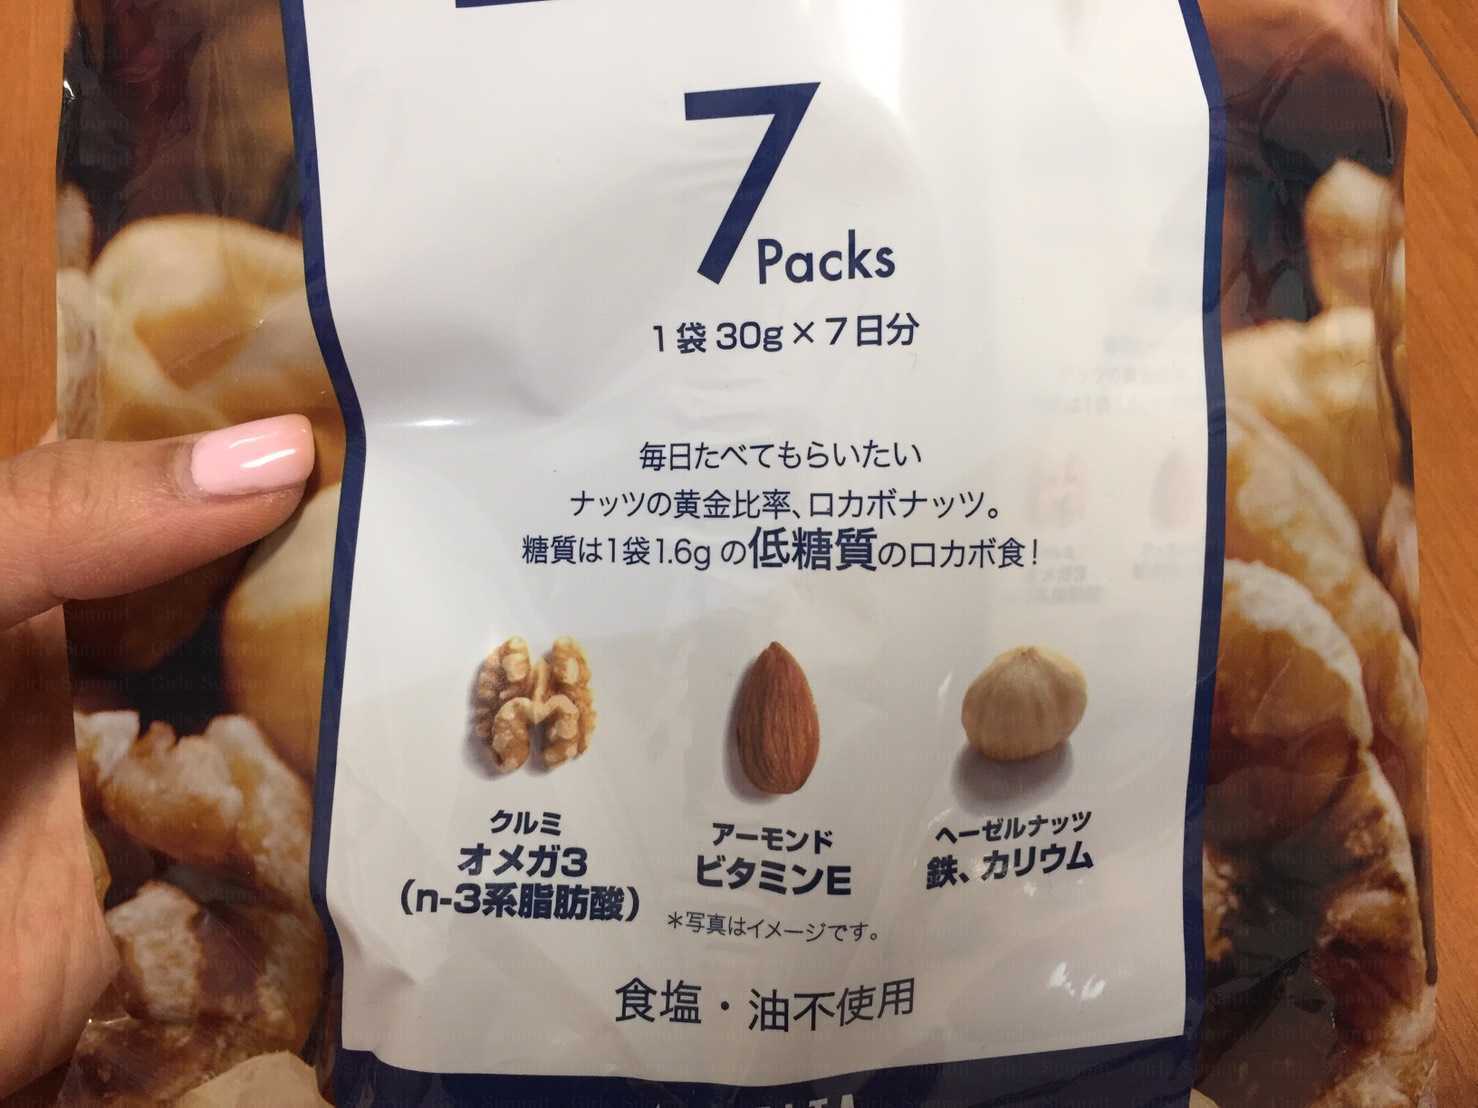 7
Packs
1袋30g×7日分
毎日たべてもらいたい
ナッツの黄金比率、ロカボナッツ。
糖質は1袋1.6gの低糖質のロカボ食!
クルミ
オメガ3
(n-3系脂肪酸)
アーモンド
ビタミンE
ヘーゼルナッツ
鉄、カリウム
*写真はイメージです。
食塩・油不使用